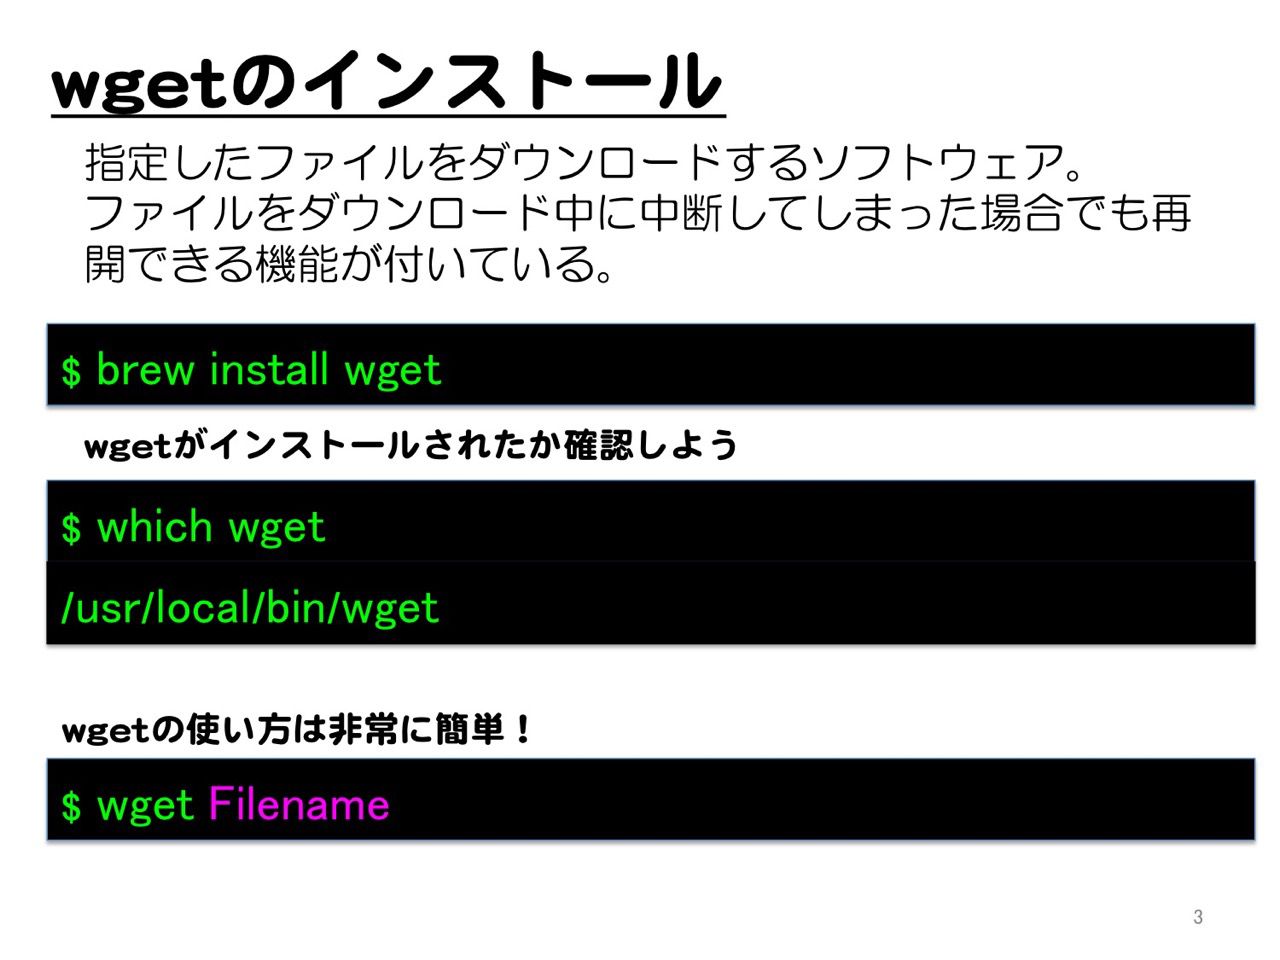 wgetのインストール
指定したファイルをダウンロードするソフトウェア。
ファイルをダウンロード中に中断してしまった場合でも再
開できる機能が付いている。
$ brew install wget
wgetがインストールされたか確認しよう
$ which wget
/usr/local/bin/wget
wgetの使い方は非常に簡単！
$ wget Filename
3